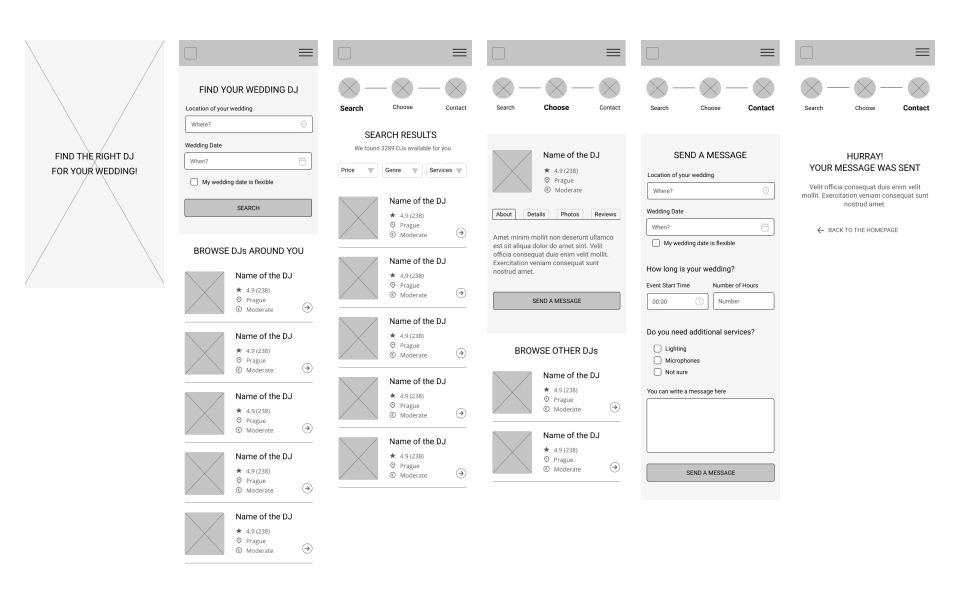 FIND THE RIGHT DJ
FOR YOUR WEDDING!
FIND YOUR WEDDING DJ
Location of your wedding
Where?
Wedding Date
When?
My wedding date is flexible
SEARCH
BROWSE DJs AROUND YOU
Name of the DJ
4.9 (238)
Prague
Moderate
Name of the DJ
4.9 (238)
Prague
Moderate
Name of the DJ
4.9 (238)
Prague
Moderate
Name of the DJ
4.9 (238)
Prague
Moderate
Name of the DJ
4.9 (238)
Prague
Moderate
Search
Choose
Contact
SEARCH RESULTS
We found 3289 DJs available for you
Price
Genre
Services
Name of the DJ
4.9 (238)
Prague
Moderate
Name of the DJ
4.9 (238)
Prague
Moderate
Name of the DJ
4.9 (238)
Prague
Moderate
Name of the DJ
4.9 (238)
Prague
Moderate
Name of the DJ
4.9 (238)
Prague
Moderate
Search
Choose
Contact
Name of the DJ
4.9 (238)
Prague
Moderate
About
Details
Photos
Reviews
Amet minim mollit non deserunt ullamco
est sit aliqua dolor do amet sint. Velit
officia consequat duis enim velit mollit.
Exercitation veniam consequat sunt
nostrud amet.
SEND A MESSAGE
BROWSE OTHER DJs
Name of the DJ
4.9 (238)
Prague
Moderate
Name of the DJ
4.9 (238)
Prague
Moderate
Search
Choose
Contact
SEND A MESSAGE
Location of your wedding
Where?
Wedding Date
When?
My wedding date is flexible
How long is your wedding?
Event Start Time
Number of Hours
00:00
Number
Do you need additional services?
Lighting
Microphones
Not sure
You can write a message here
SEND A MESSAGE
Search
Choose
Contact
HURRAY!
YOUR MESSAGE WAS SENT
Velit officia consequat duis enim velit
mollit. Exercitation veniam consequat sunt
nostrud amet.
BACK TO THE HOMEPAGE